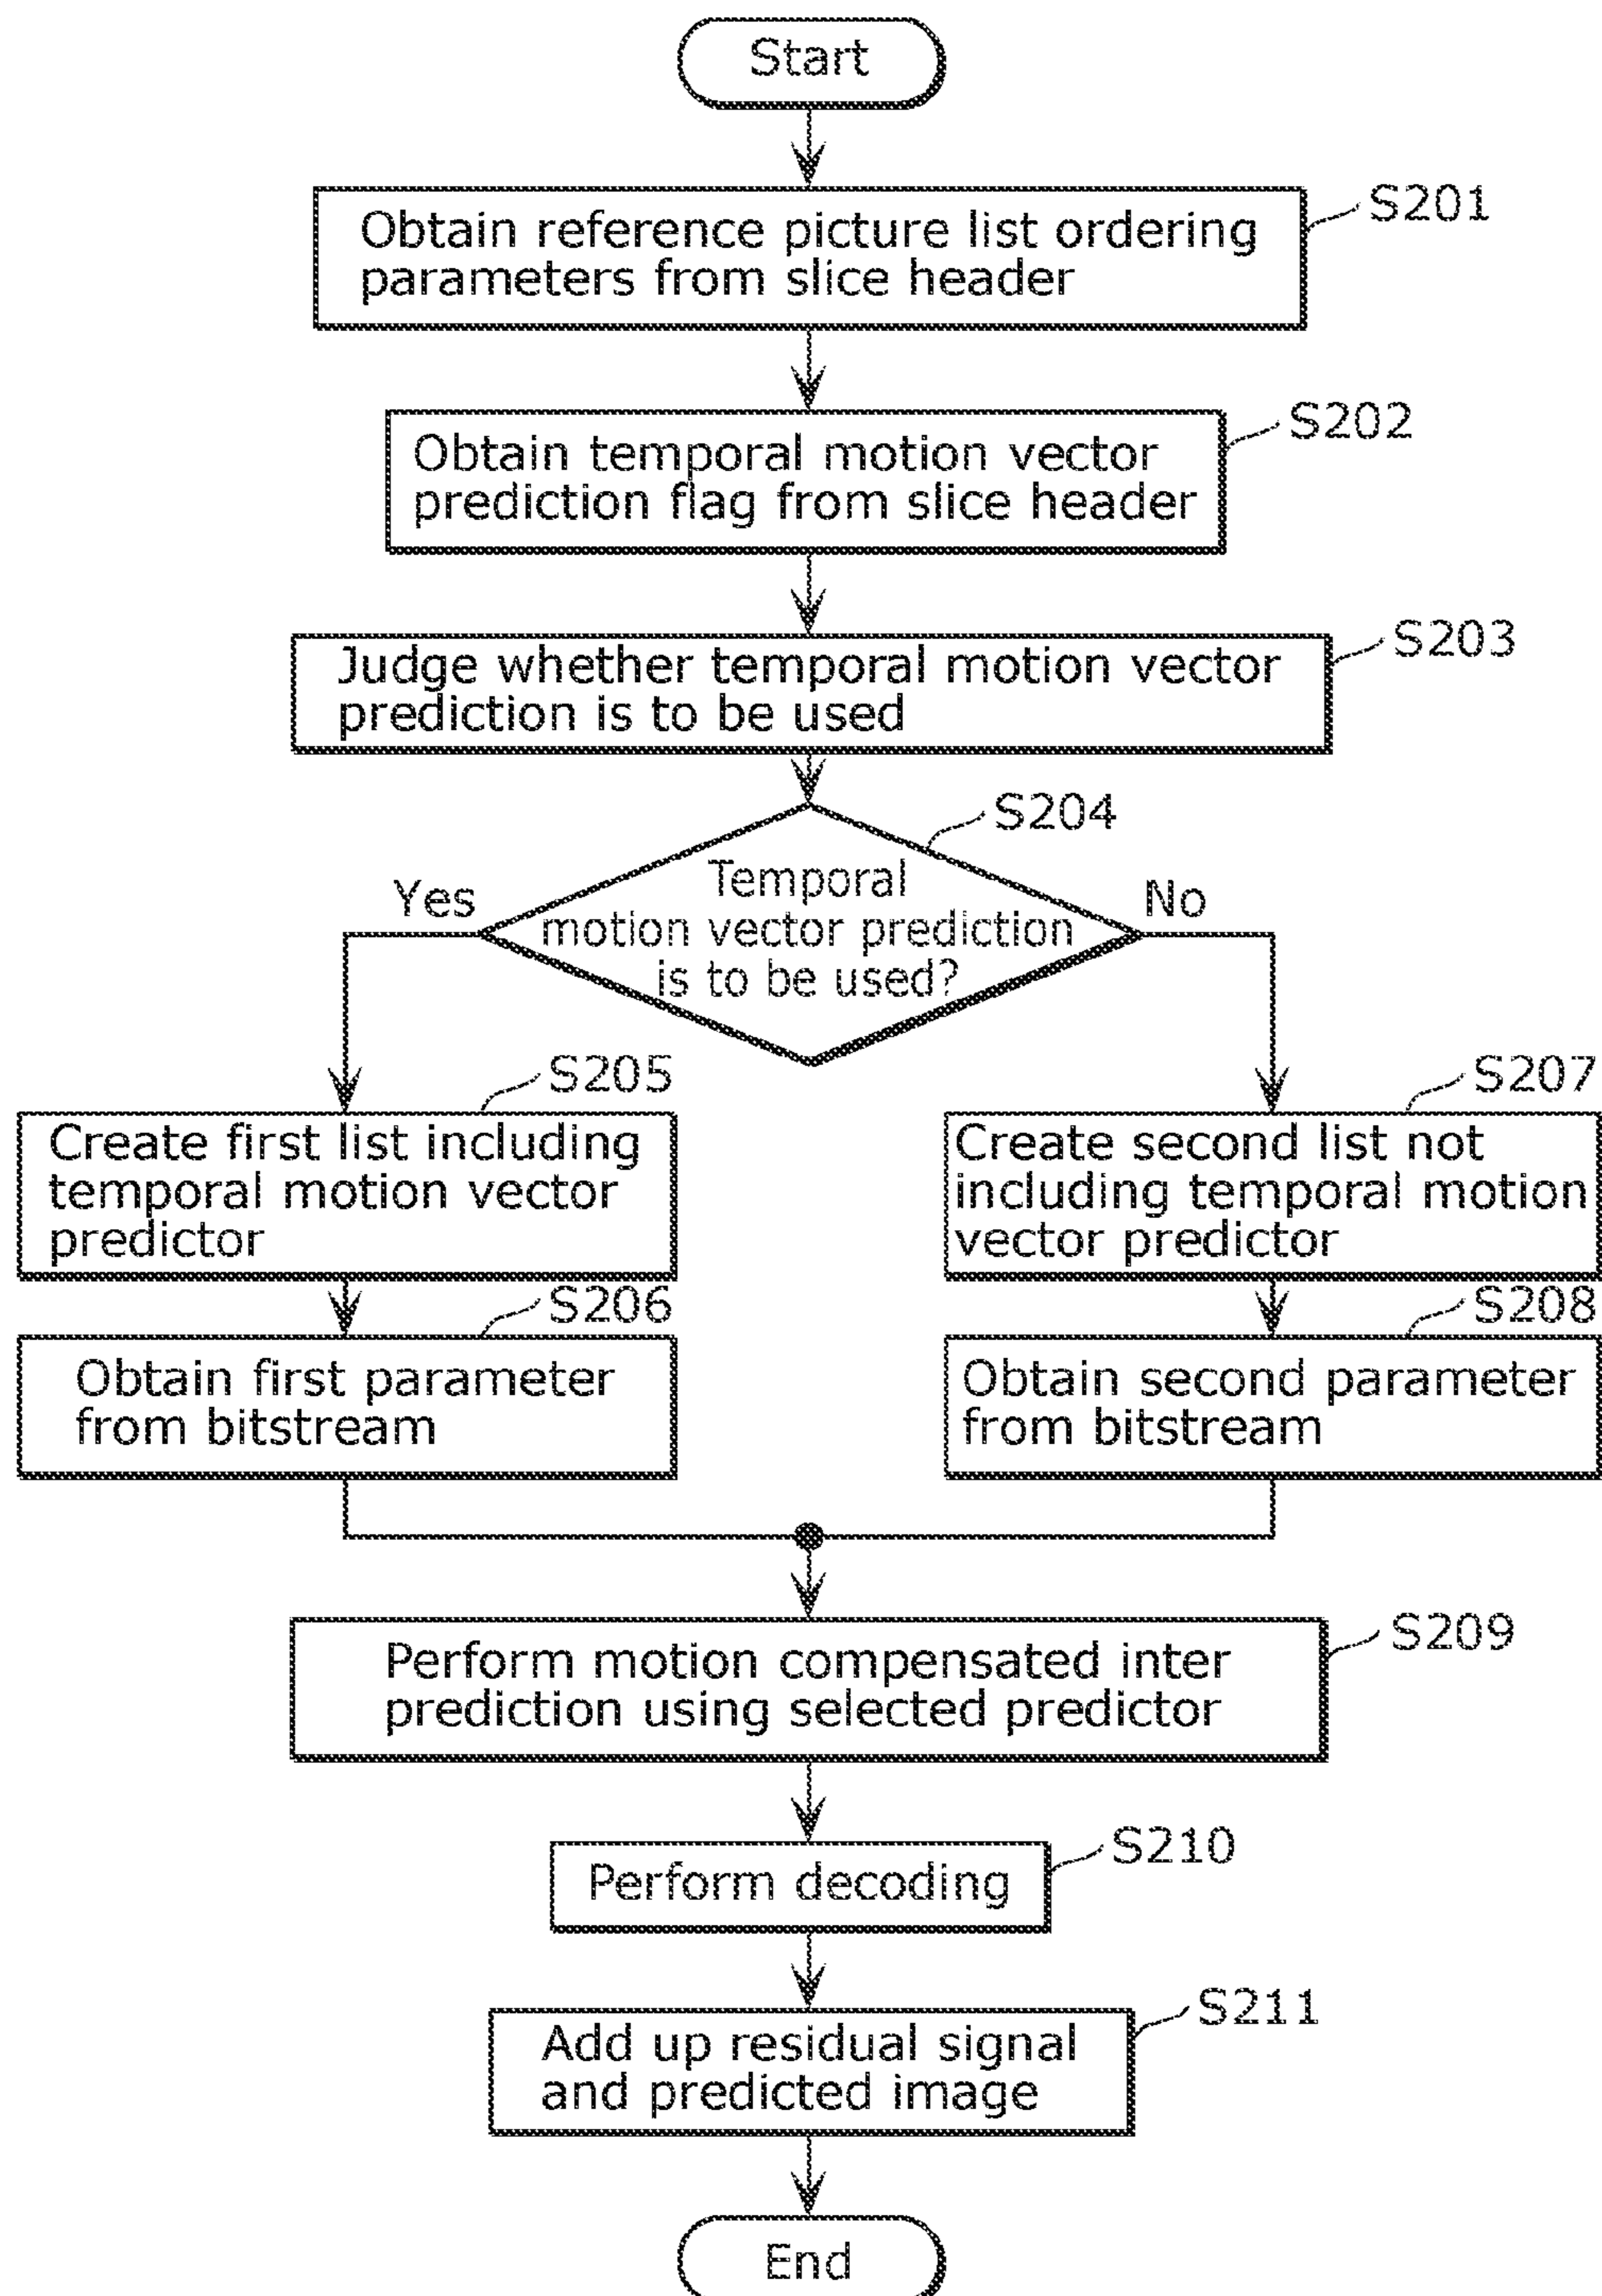 Start
S201
Obtain reference picture list ordering
parameters from slice header
S202
Obtain temporal motion vector
prediction flag from slice header
S203
Judge whether temporal motion vector
prediction is to be used
S204
Temporal
motion vector prediction
is to be used?
Yes
No
S205
Create first list including
temporal motion vector
predictor
S207
Create second list not
including temporal motion
vector predictor
S206
Obtain first parameter
from bitstream
S208
Obtain second parameter
from bitstream
S209
Perform motion compensated inter
prediction using selected predictor
S210
Perform decoding
S211
Add up residual signal
and predicted image
End